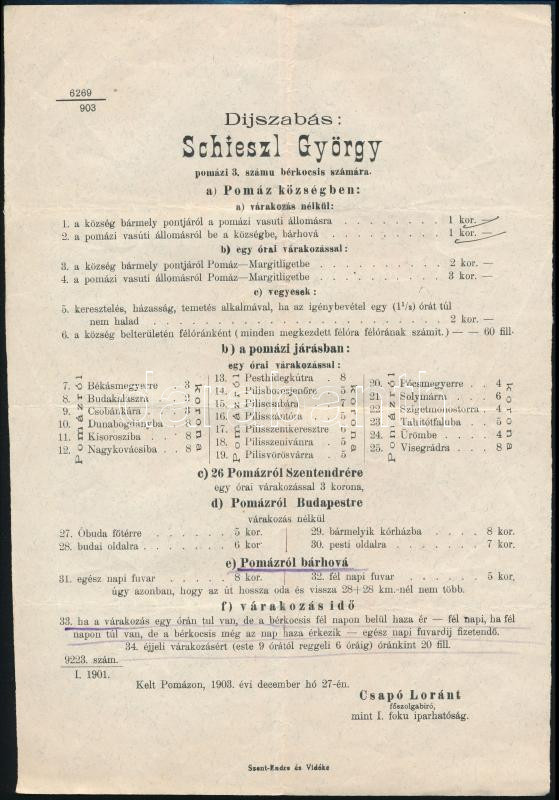 6269
903
Dijszabás:
Schieszl György
pomázi 3. számu bérkocsis számára.
a) Pomáz községben:
a) várakozás nélkül:
1. a község bármely pontjáról a pomázi vasuti állomásra 1 kor. —
2. a pomázi vasúti állomásról be a községbe, bárhová 1 kor. —
b) egy órai várakozással:
3. a község bármely pontjáról Pomáz—Margitligetbe 2 kor. —
4. a pomázi vasuti állomásról Pomáz—Margitligetbe 3 kor. —
c) vegyesek:
5. keresztelés, házasság, temetés alkalmával, ha az igénybevétel egy (1¹/₂) órát túl
nem halad 2 kor. —
6. a község belterületén félóránként (minden megkezdett félóra félórának számit.) — — 60 fill.
b) a pomázi járásban:
egy órai várakozással:
Pomázról
7. Békásmegyerre 3
8. Budakalászra 2
9. Csobánkára 3
10. Dunabogdányba 8
11. Kisorosziba 8
12. Nagykovácsiba 8
korona
Pomázról
13. Pesthidegkútra 8
14. Pilisborosjenőre 5
15. Piliscsabára 7
16. Pilisszántóra 5
17. Pilisszentkeresztre 6
18. Pilisszenivánra 5
19. Pilisvörösvárra 5
korona
Pomázról
20. Pócsmegyerre 4
21. Solymárra 6
22. Szigetmonostorra 4
23. Tahitótfaluba 5
24. Ürömbe 4
25. Visegrádra 8
korona
c) 26 Pomázról Szentendrére
egy órai várakozással 3 korona,
d) Pomázról Budapestre
várakozás nélkül
27. Óbuda főtérre 5 kor.
28. budai oldalra 6 kor
29. bármelyik kórházba 8 kor.
30. pesti oldalra 7 kor.
e) Pomázról bárhová
31. egész napi fuvar 8 kor. 32. fél napi fuvar 5 kor,
úgy azonban, hogy az út hossza oda és vissza 28+28 km.-nél nem több.
f) várakozás idő
33. ha a várakozás egy órán tul van, de a bérkocsis fél napon belül haza ér — fél napi, ha fél
napon túl van, de a bérkocsis még az nap haza érkezik — egész napi fuvardij fizetendő.
34. éjjeli várakozásért (este 9 órától reggeli 6 óráig) óránkint 20 fill.
9223. szám.
I. 1901.
Kelt Pomázon, 1903. évi december hó 27-én.
Csapó Loránt
főszolgabiró,
mint I. foku iparhatóság.
Szent-Endre és Vidéke